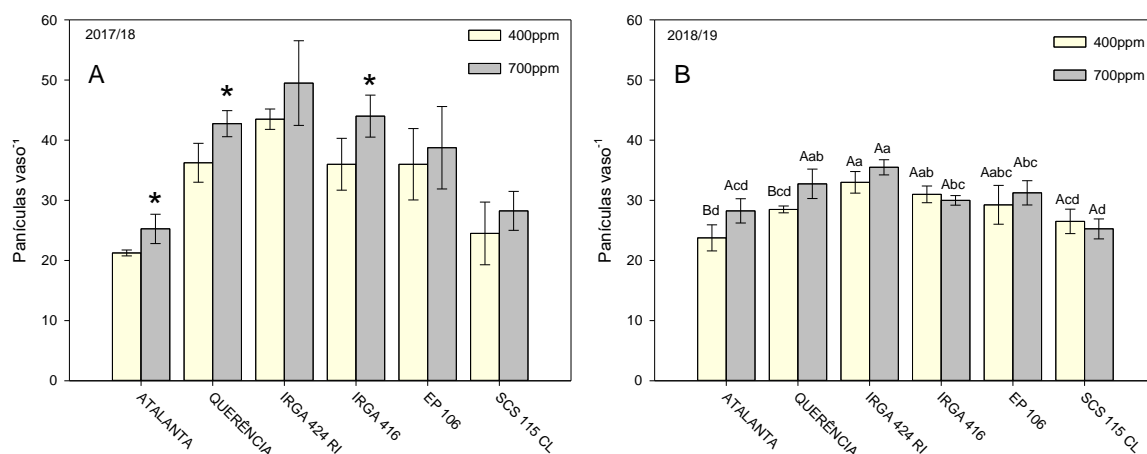 2017/18
A
400ppm
700ppm
Panículas vaso⁻¹
60
50
40
30
20
10
0
*
*
*
ATALANTA
QUERÊNCIA
IRGA 424 RI
IRGA 416
EP 106
SCS 115 CL
2018/19
B
400ppm
700ppm
Panículas vaso⁻¹
60
50
40
30
20
10
0
Bd
Acd
Bcd
Aab
Aa
Aa
Aab
Abc
Aabc
Abc
Acd
Ad
ATALANTA
QUERÊNCIA
IRGA 424 RI
IRGA 416
EP 106
SCS 115 CL